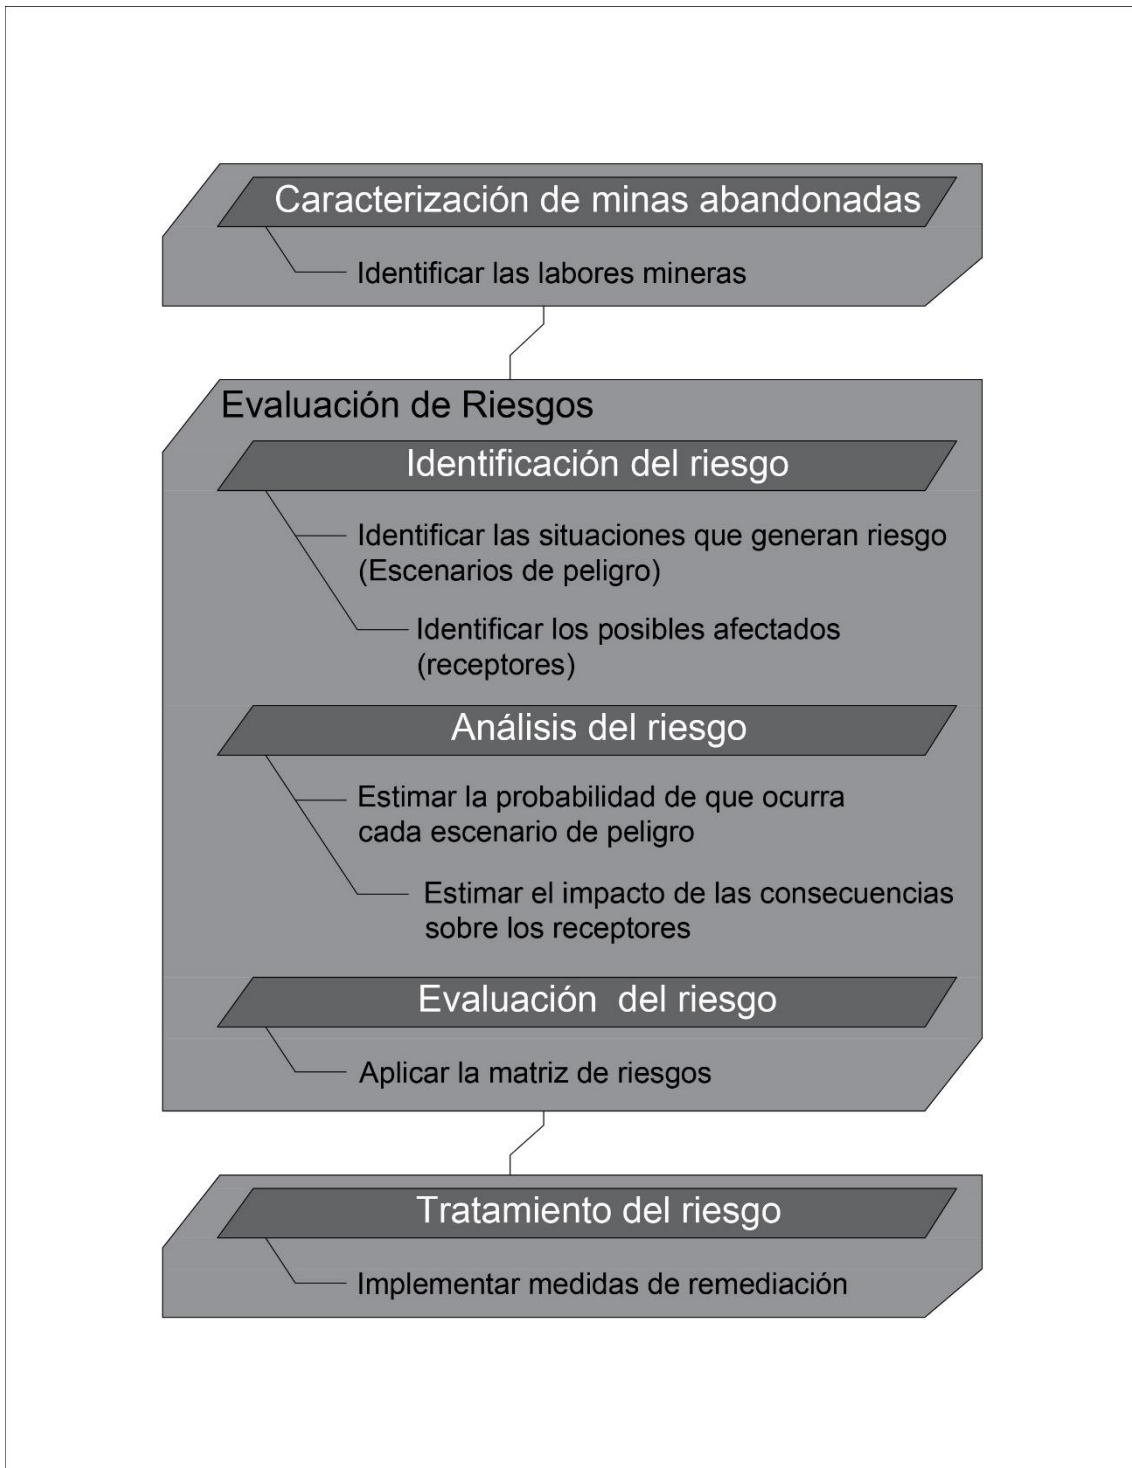 Caracterización de minas abandonadas
Identificar las labores mineras
Evaluación de Riesgos
Identificación del riesgo
Identificar las situaciones que generan riesgo
(Escenarios de peligro)
Identificar los posibles afectados
(receptores)
Análisis del riesgo
Estimar la probabilidad de que ocurra
cada escenario de peligro
Estimar el impacto de las consecuencias
sobre los receptores
Evaluación  del riesgo
Aplicar la matriz de riesgos
Tratamiento del riesgo
Implementar medidas de remediación